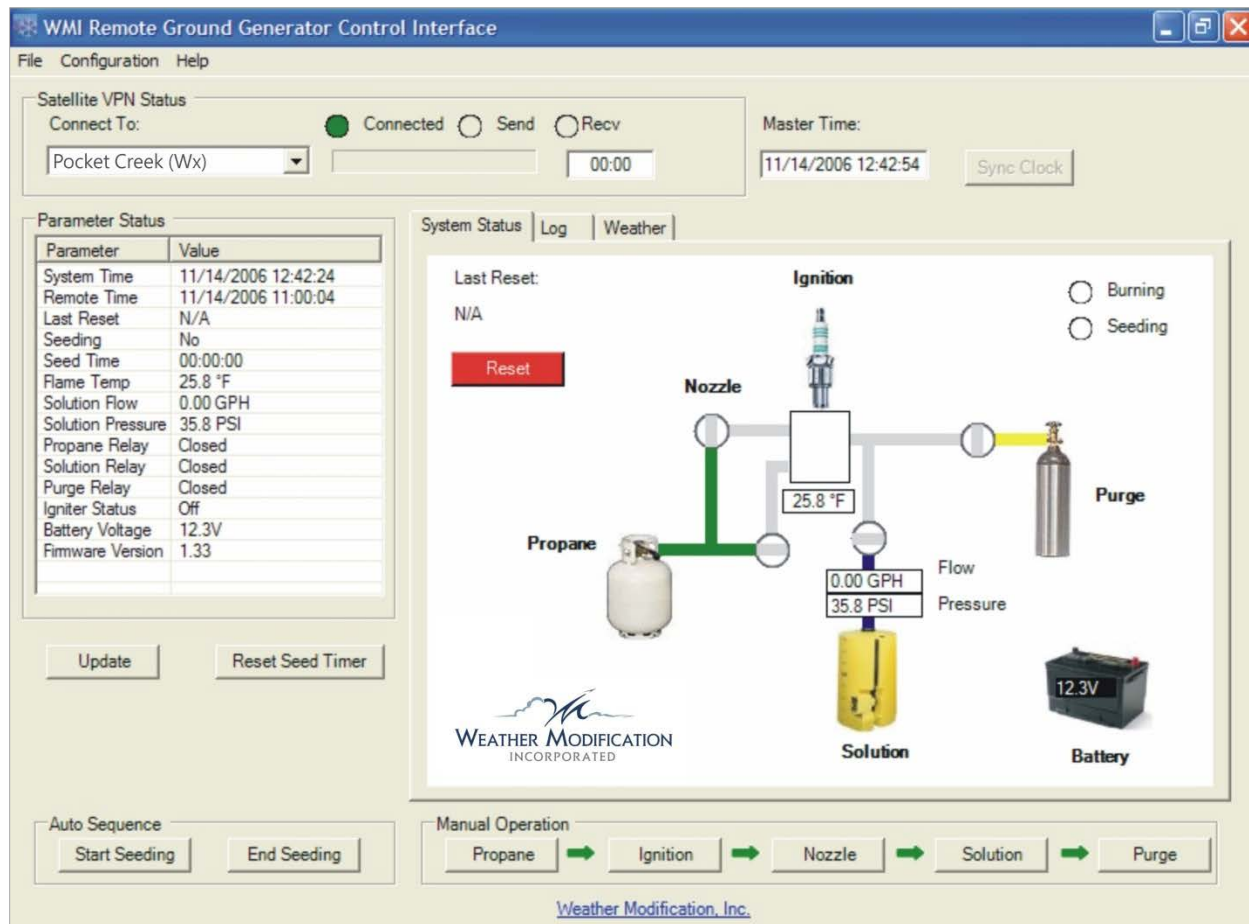 WMI Remote Ground Generator Control Interface
File Configuration Help
Satellite VPN Status
Connect To:
Connected Send Recv
Master Time:
Pocket Creek (Wx)
00:00
11/14/2006 12:42:54
Sync Clock
Parameter Status
Parameter Value
System Time 11/14/2006 12:42:24
Remote Time 11/14/2006 11:00:04
Last Reset N/A
Seeding No
Seed Time 00:00:00
Flame Temp 25.8 °F
Solution Flow 0.00 GPH
Solution Pressure 35.8 PSI
Propane Relay Closed
Solution Relay Closed
Purge Relay Closed
Igniter Status Off
Battery Voltage 12.3V
Firmware Version 1.33
Update Reset Seed Timer
System Status Log Weather
Last Reset:
N/A
Reset
Ignition
Burning
Seeding
Nozzle
25.8 °F
Purge
Propane
0.00 GPH Flow
35.8 PSI Pressure
12.3V
WEATHER MODIFICATION
INCORPORATED
Solution
Battery
Auto Sequence
Start Seeding End Seeding
Manual Operation
Propane Ignition Nozzle Solution Purge
Weather Modification, Inc.